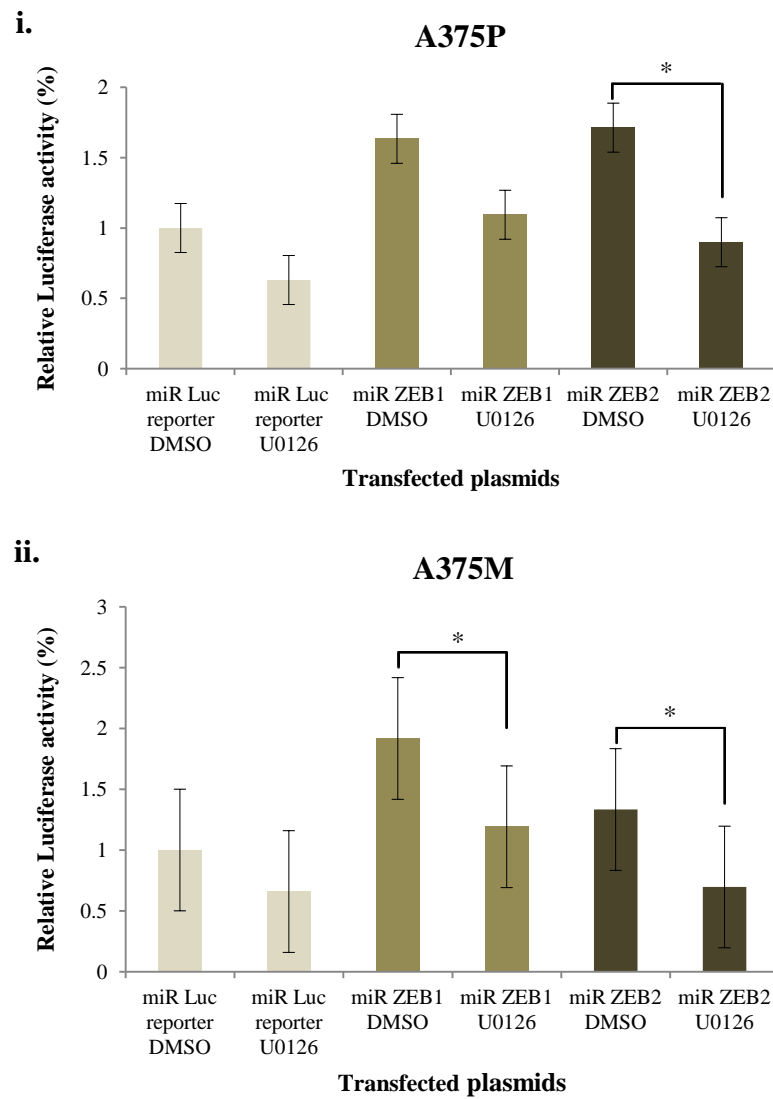 i.
A375P
Relative Luciferase activity (%)
2
1.5
1
0.5
0
*
miR Luc reporter DMSO
miR Luc reporter U0126
miR ZEB1 DMSO
miR ZEB1 U0126
miR ZEB2 DMSO
miR ZEB2 U0126
Transfected plasmids
ii.
A375M
Relative Luciferase activity (%)
3
2.5
2
1.5
1
0.5
0
*
*
miR Luc reporter DMSO
miR Luc reporter U0126
miR ZEB1 DMSO
miR ZEB1 U0126
miR ZEB2 DMSO
miR ZEB2 U0126
Transfected plasmids